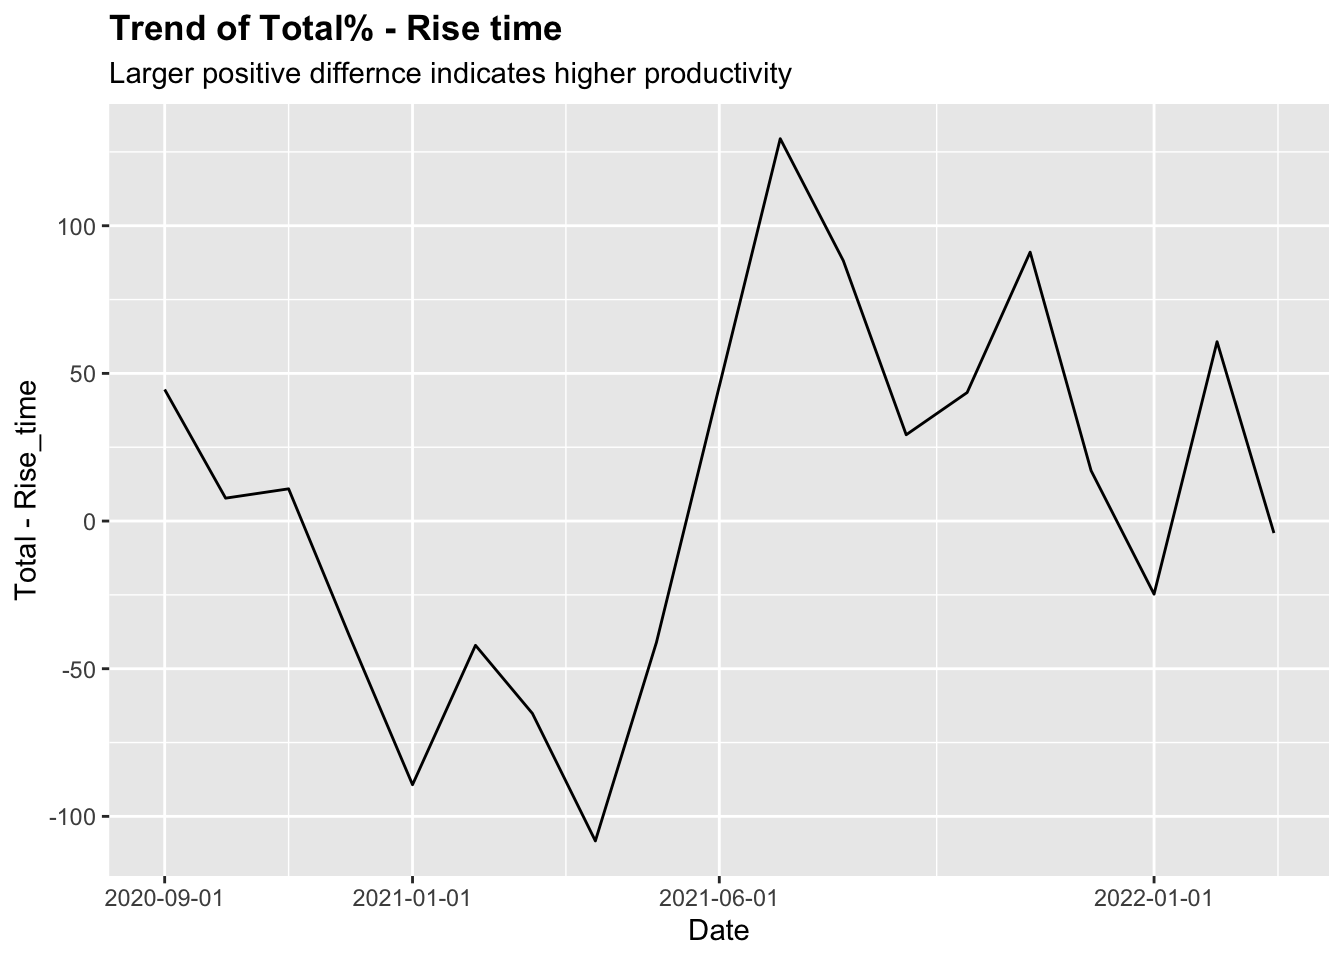 Trend of Total% - Rise time
Larger positive differnce indicates higher productivity
100
50
0
-50
-100
Total - Rise_time
2020-09-01 2021-01-01 2021-06-01 2022-01-01
Date